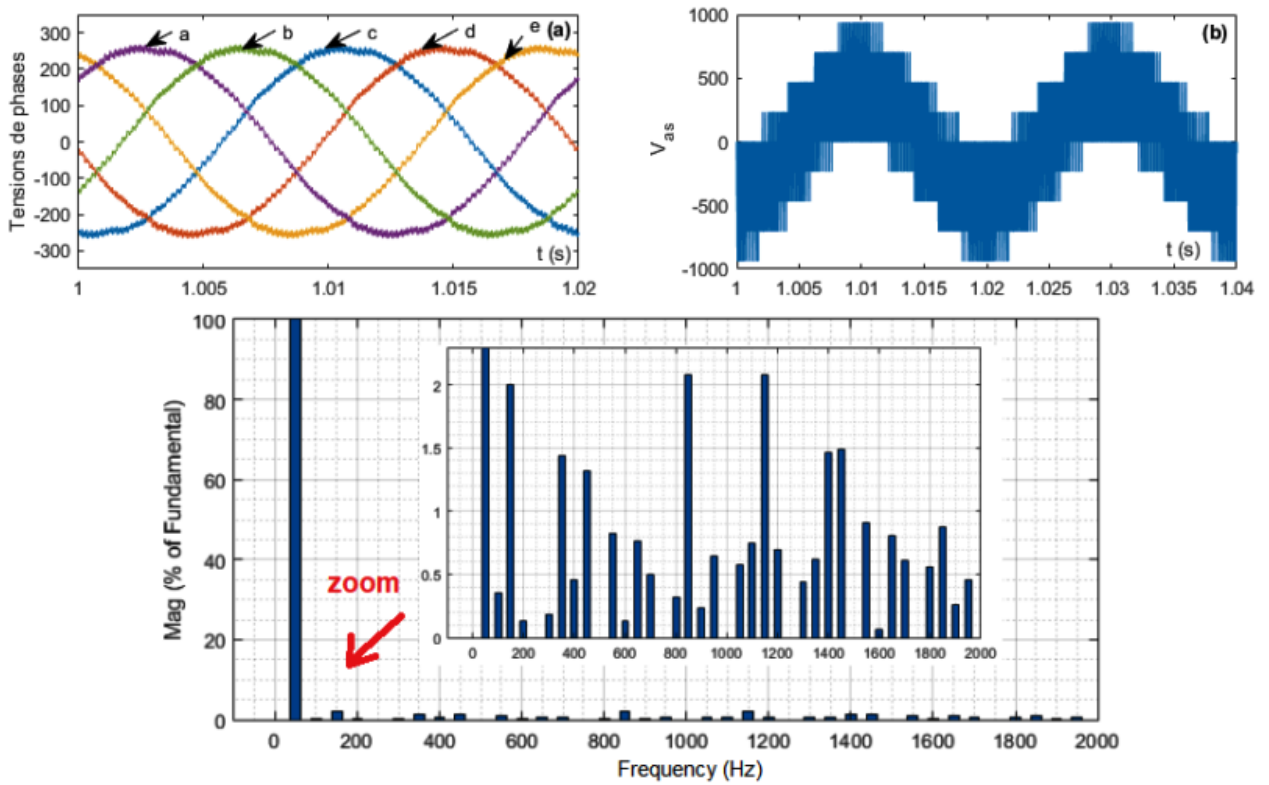 Tensions de phases
300
200
100
0
-100
-200
-300
a
b
c
d
e
(a)
t (s)
1
1.005
1.01
1.015
1.02
V_as
1000
500
0
-500
-1000
(b)
t (s)
1
1.005
1.01
1.015
1.02
1.025
1.03
1.035
1.04
Mag (% of Fundamental)
100
80
60
40
20
0
zoom
2
1.5
1
0.5
0
0 200 400 600 800 1000 1200 1400 1600 1800 2000
0 200 400 600 800 1000 1200 1400 1600 1800 2000
Frequency (Hz)